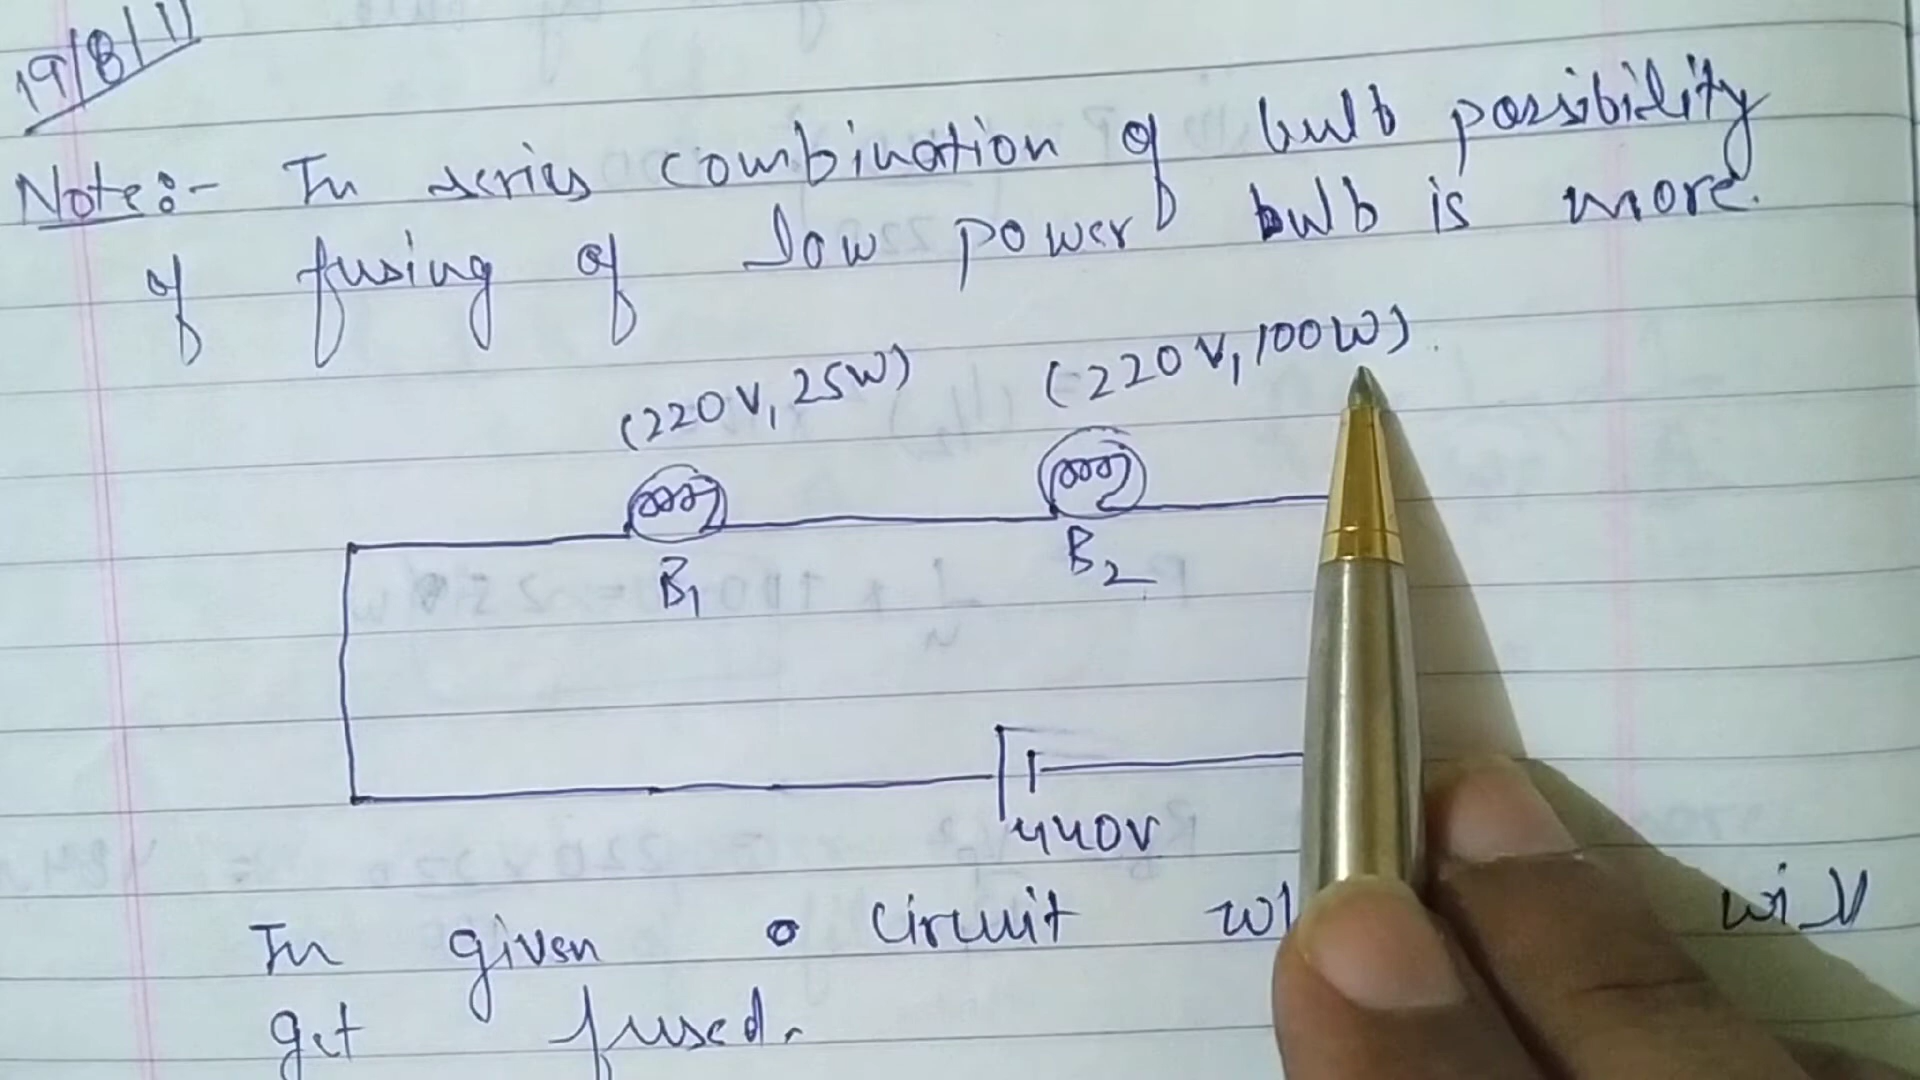 19/8/11
Note:- In series combination of bulb possibility
of fusing of low power bulb is more.
(220V, 25W) (220V, 100W)
B1 B2
440V
In given circuit will
get fused.